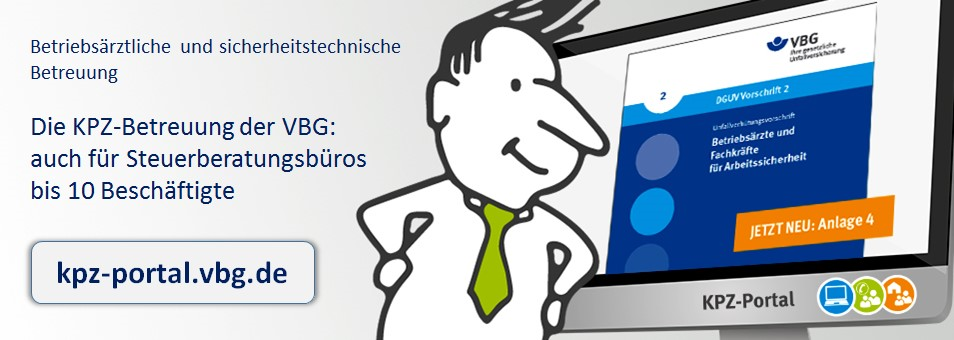 Betriebsärztliche und sicherheitstechnische
Betreuung
Die KPZ-Betreuung der VBG:
auch für Steuerberatungsbüros
bis 10 Beschäftigte
kpz-portal.vbg.de
VBG
Ihre gesetzliche
Unfallversicherung
2
DGUV Vorschrift 2
Unfallverhütungsvorschrift
Betriebsärzte und
Fachkräfte
für Arbeitssicherheit
JETZT NEU: Anlage 4
KPZ-Portal